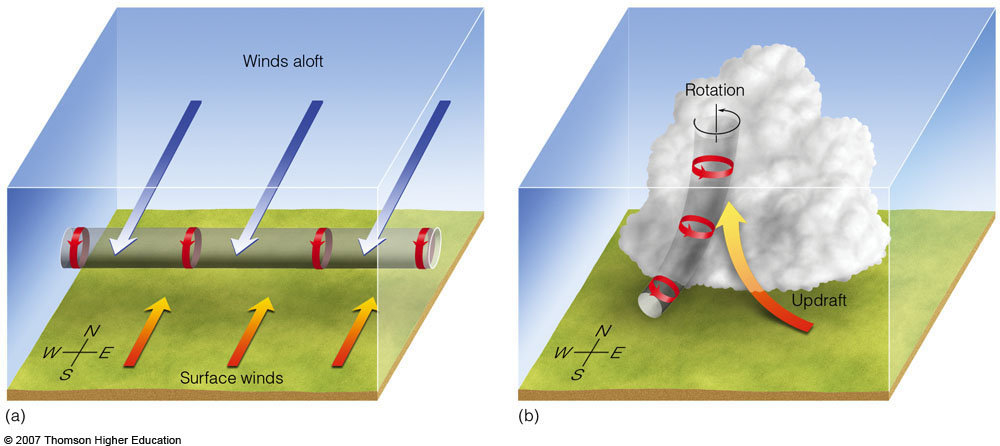 Winds aloft
N
W E
S
Surface winds
(a)
Rotation
Updraft
N
W E
S
(b)
© 2007 Thomson Higher Education